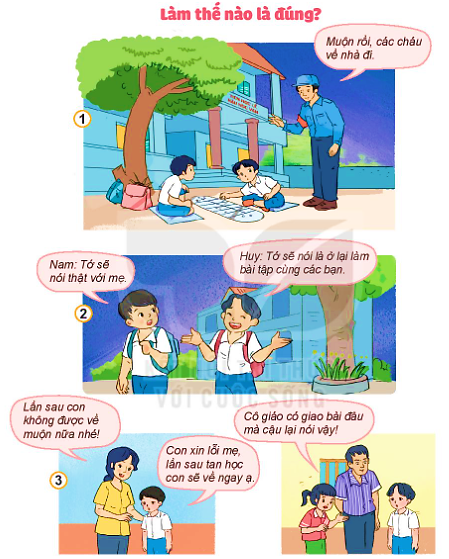 Làm thế nào là đúng?
Muộn rồi, các cháu
về nhà đi.
1
Nam: Tớ sẽ
nói thật với mẹ.
Huy: Tớ sẽ nói là ở lại làm
bài tập cùng các bạn.
2
VỚI CUỘC SỐNG
Lần sau con
không được về
muộn nữa nhé!
Con xin lỗi mẹ,
lần sau tan học
con sẽ về ngay ạ.
3
Cô giáo có giao bài đâu
mà cậu lại nói vậy!